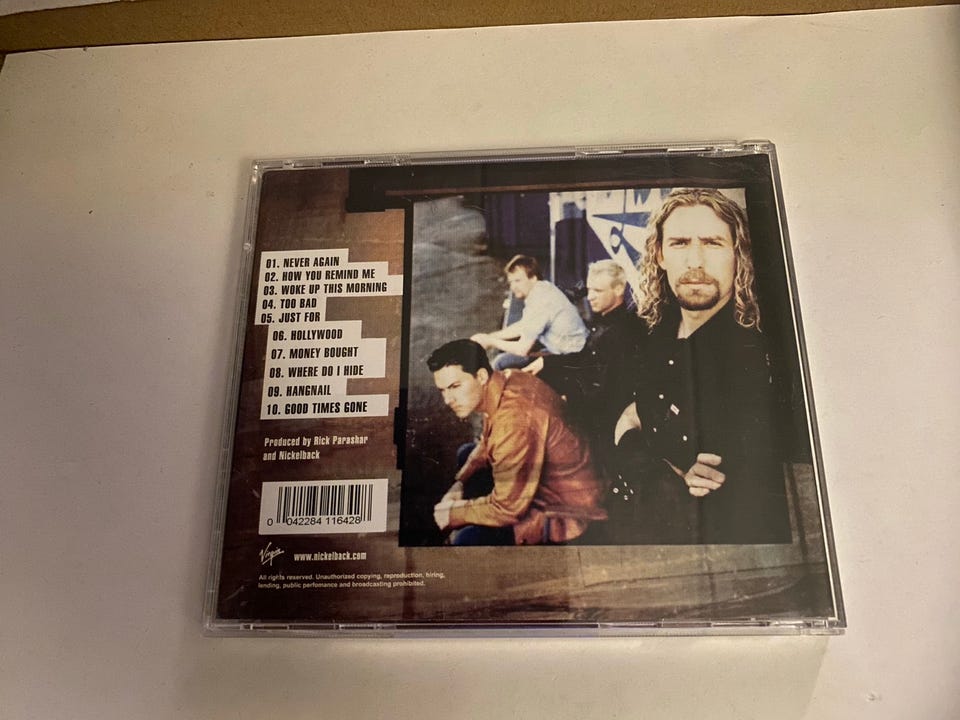 01. NEVER AGAIN
02. HOW YOU REMIND ME
03. WOKE UP THIS MORNING
04. TOO BAD
05. JUST FOR
06. HOLLYWOOD
07. MONEY BOUGHT
08. WHERE DO I HIDE
09. HANGNAIL
10. GOOD TIMES GONE
Produced by Rick Parashar
and Nickelback
0 042284 116428
Virgin
www.nickelback.com
All rights reserved. Unauthorized copying, reproduction, hiring,
lending, public perfomance and broadcasting prohibited.